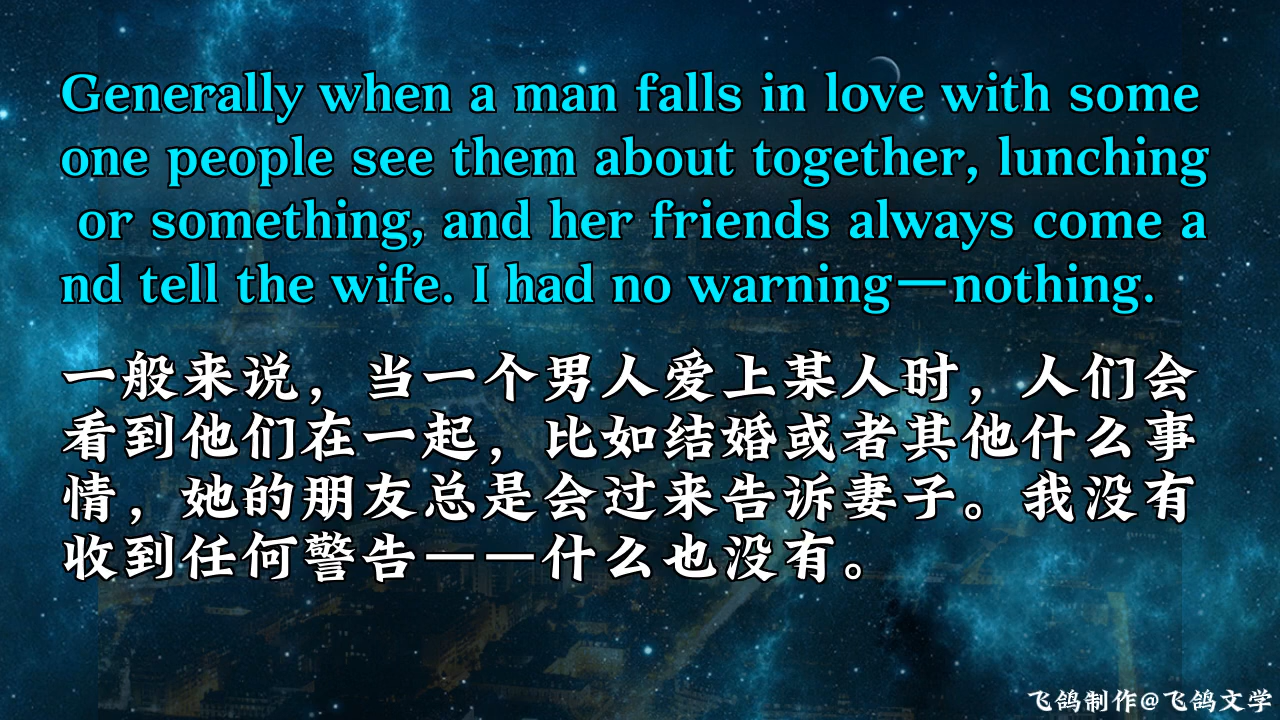 Generally when a man falls in love with some
one people see them about together, lunching
or something, and her friends always come a
nd tell the wife. I had no warning—nothing.
一般来说，当一个男人爱上某人时，人们会
看到他们在一起，比如结婚或者其他什么事
情，她的朋友总是会过来告诉妻子。我没有
收到任何警告——什么也没有。
飞鸽制作@飞鸽文学